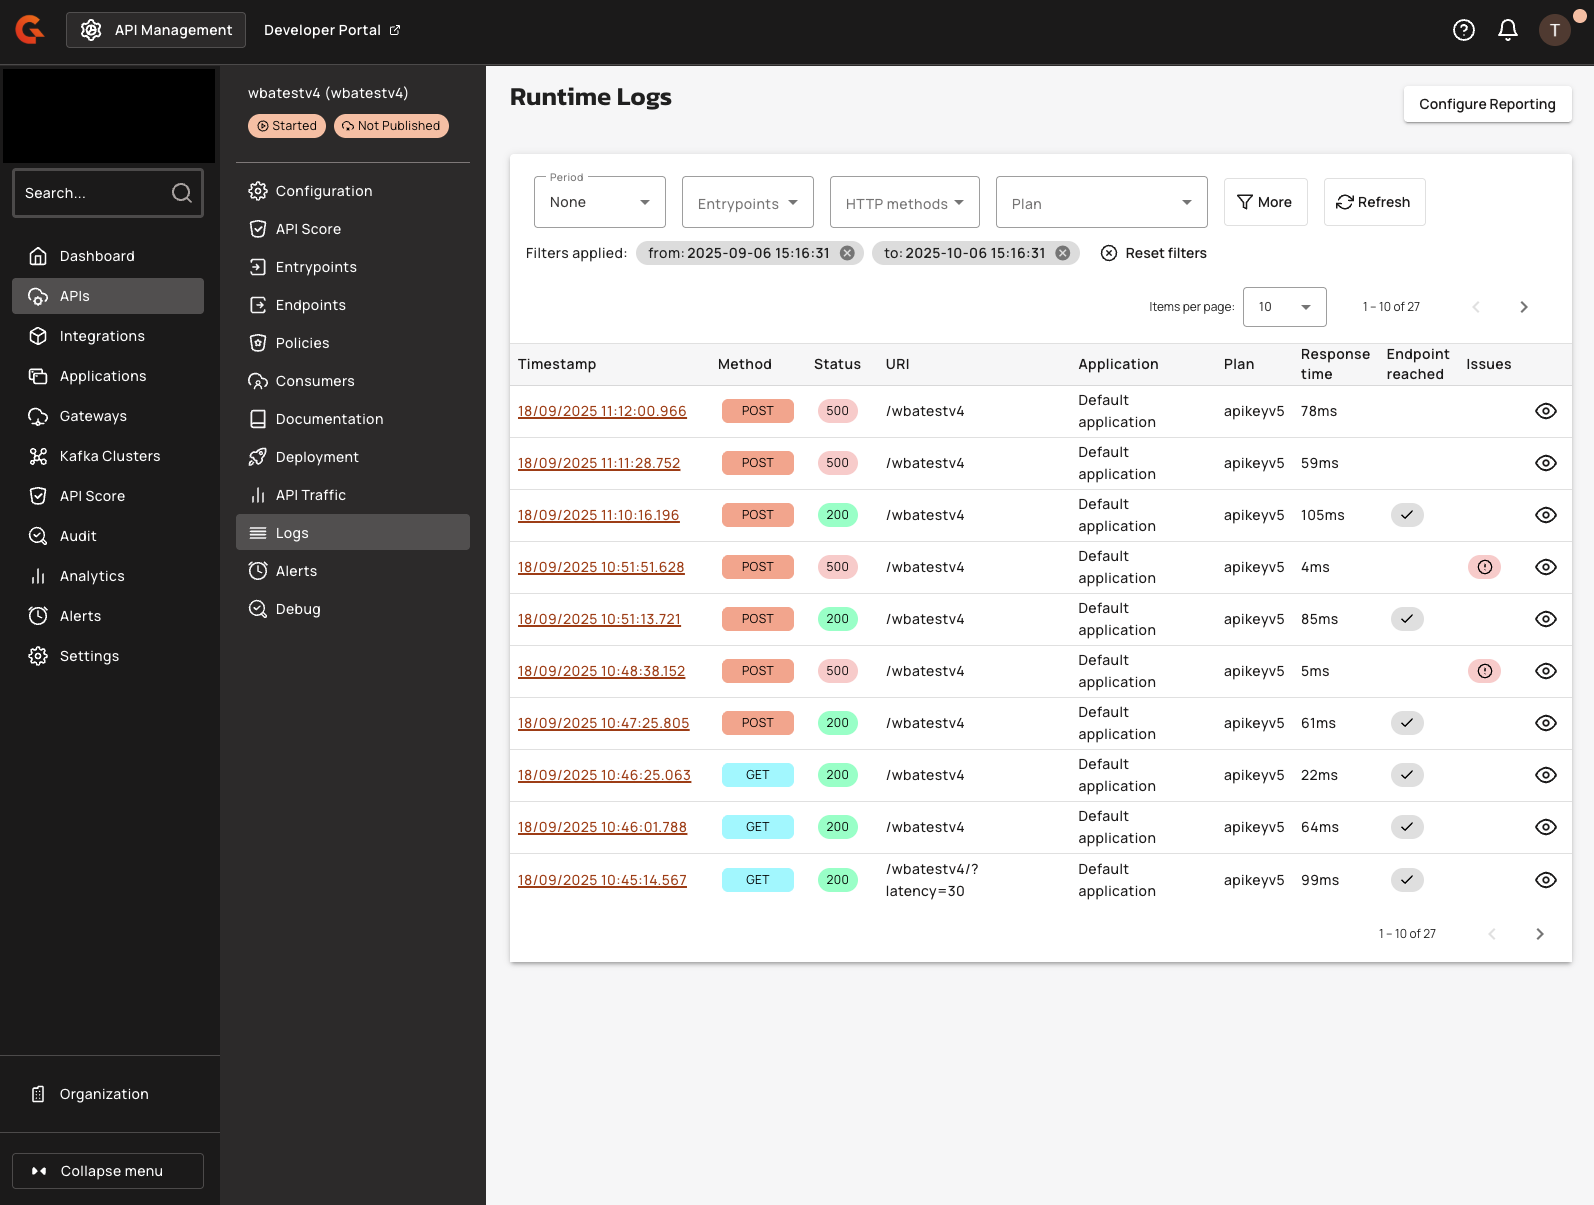 API Management
Developer Portal
T
Search...
Dashboard
APIs
Integrations
Applications
Gateways
Kafka Clusters
API Score
Audit
Analytics
Alerts
Settings
Organization
Collapse menu
wbatestv4 (wbatestv4)
Started Not Published
Configuration
API Score
Entrypoints
Endpoints
Policies
Consumers
Documentation
Deployment
API Traffic
Logs
Alerts
Debug
Runtime Logs
Configure Reporting
Period
None Entrypoints HTTP methods Plan More Refresh
Filters applied: from: 2025-09-06 15:16:31 to: 2025-10-06 15:16:31 Reset filters
Items per page: 10 1 – 10 of 27
Timestamp Method Status URI Application Plan Response time Endpoint reached Issues
18/09/2025 11:12:00.966 POST 500 /wbatestv4 Default application apikeyv5 78ms
18/09/2025 11:11:28.752 POST 500 /wbatestv4 Default application apikeyv5 59ms
18/09/2025 11:10:16.196 POST 200 /wbatestv4 Default application apikeyv5 105ms
18/09/2025 10:51:51.628 POST 500 /wbatestv4 Default application apikeyv5 4ms
18/09/2025 10:51:13.721 POST 200 /wbatestv4 Default application apikeyv5 85ms
18/09/2025 10:48:38.152 POST 500 /wbatestv4 Default application apikeyv5 5ms
18/09/2025 10:47:25.805 POST 200 /wbatestv4 Default application apikeyv5 61ms
18/09/2025 10:46:25.063 GET 200 /wbatestv4 Default application apikeyv5 22ms
18/09/2025 10:46:01.788 GET 200 /wbatestv4 Default application apikeyv5 64ms
18/09/2025 10:45:14.567 GET 200 /wbatestv4/?latency=30 Default application apikeyv5 99ms
1 – 10 of 27